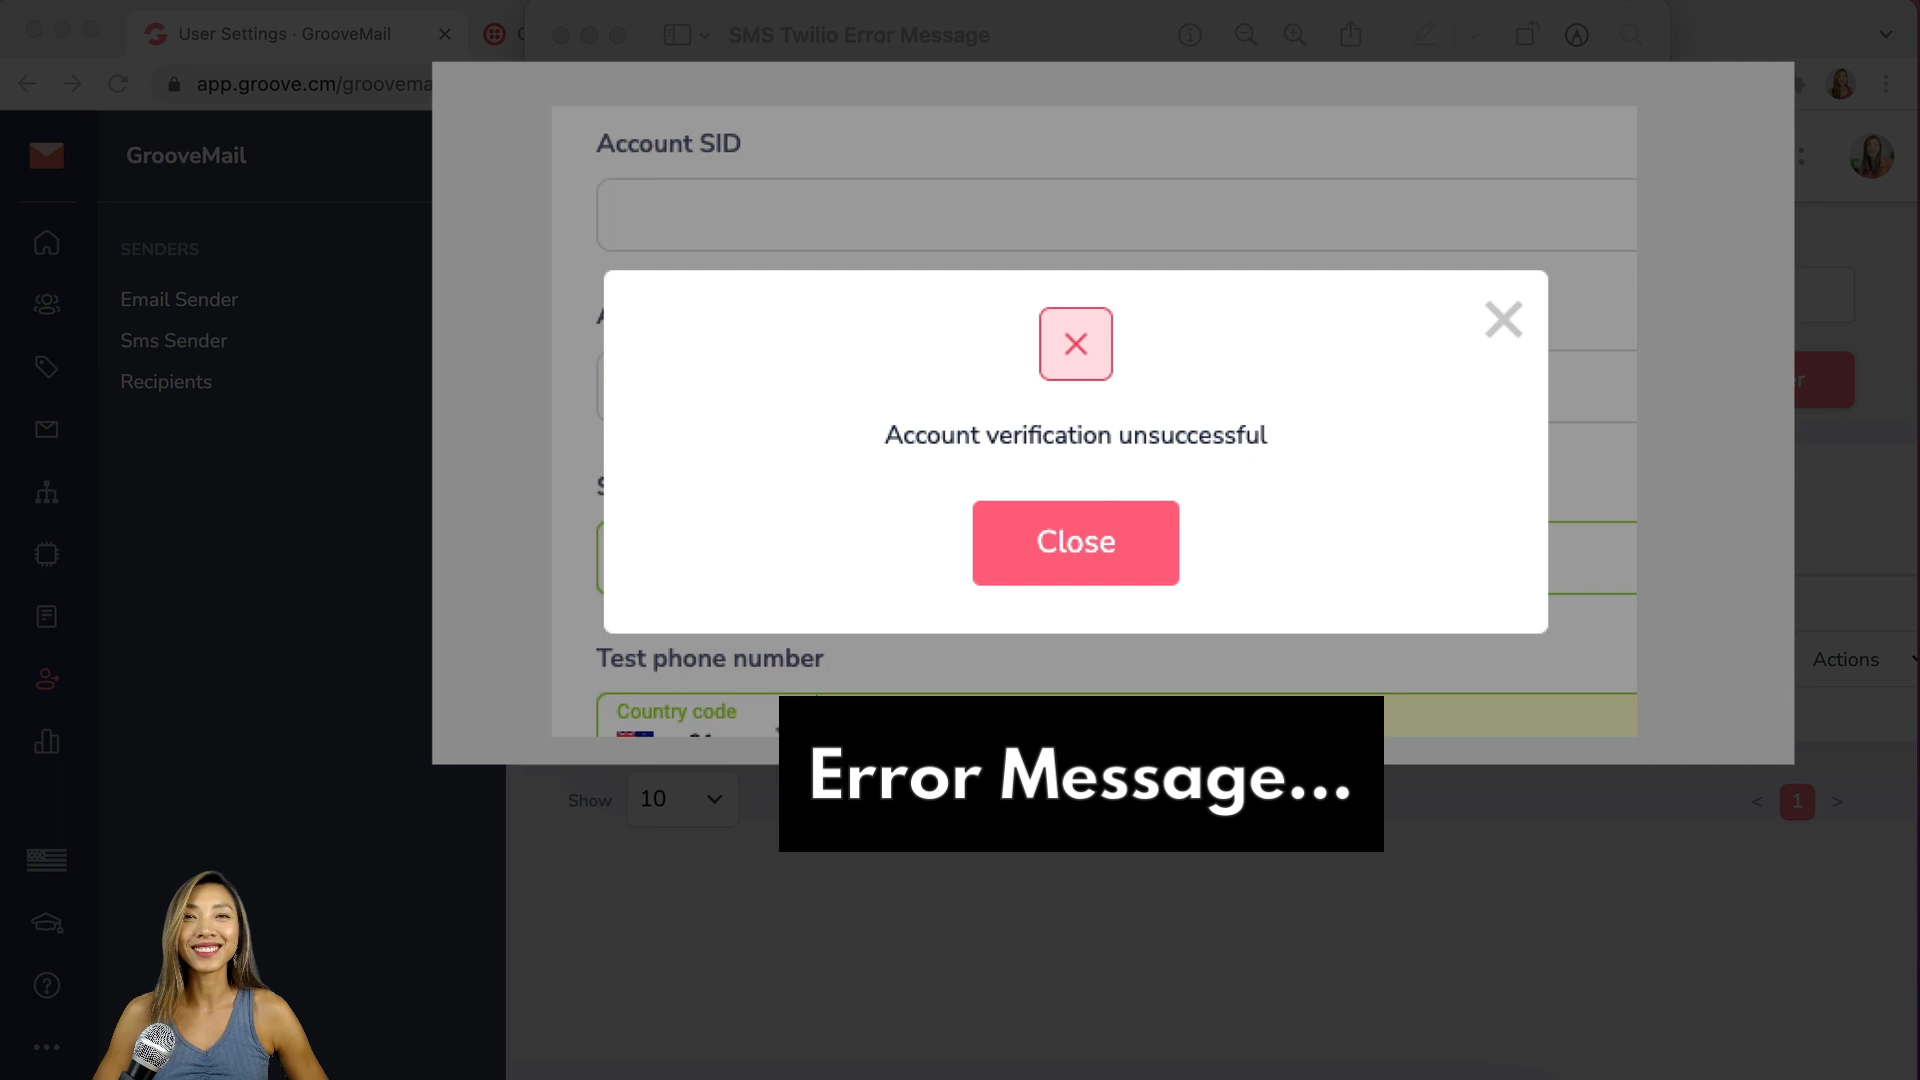 User Settings · GrooveMail
SMS Twilio Error Message
app.groove.cm/groovema
GrooveMail
SENDERS
Email Sender
Sms Sender
Recipients
Account SID
Account verification unsuccessful
Close
Test phone number
Country code
Error Message...
Actions
Show
10
< 1 >